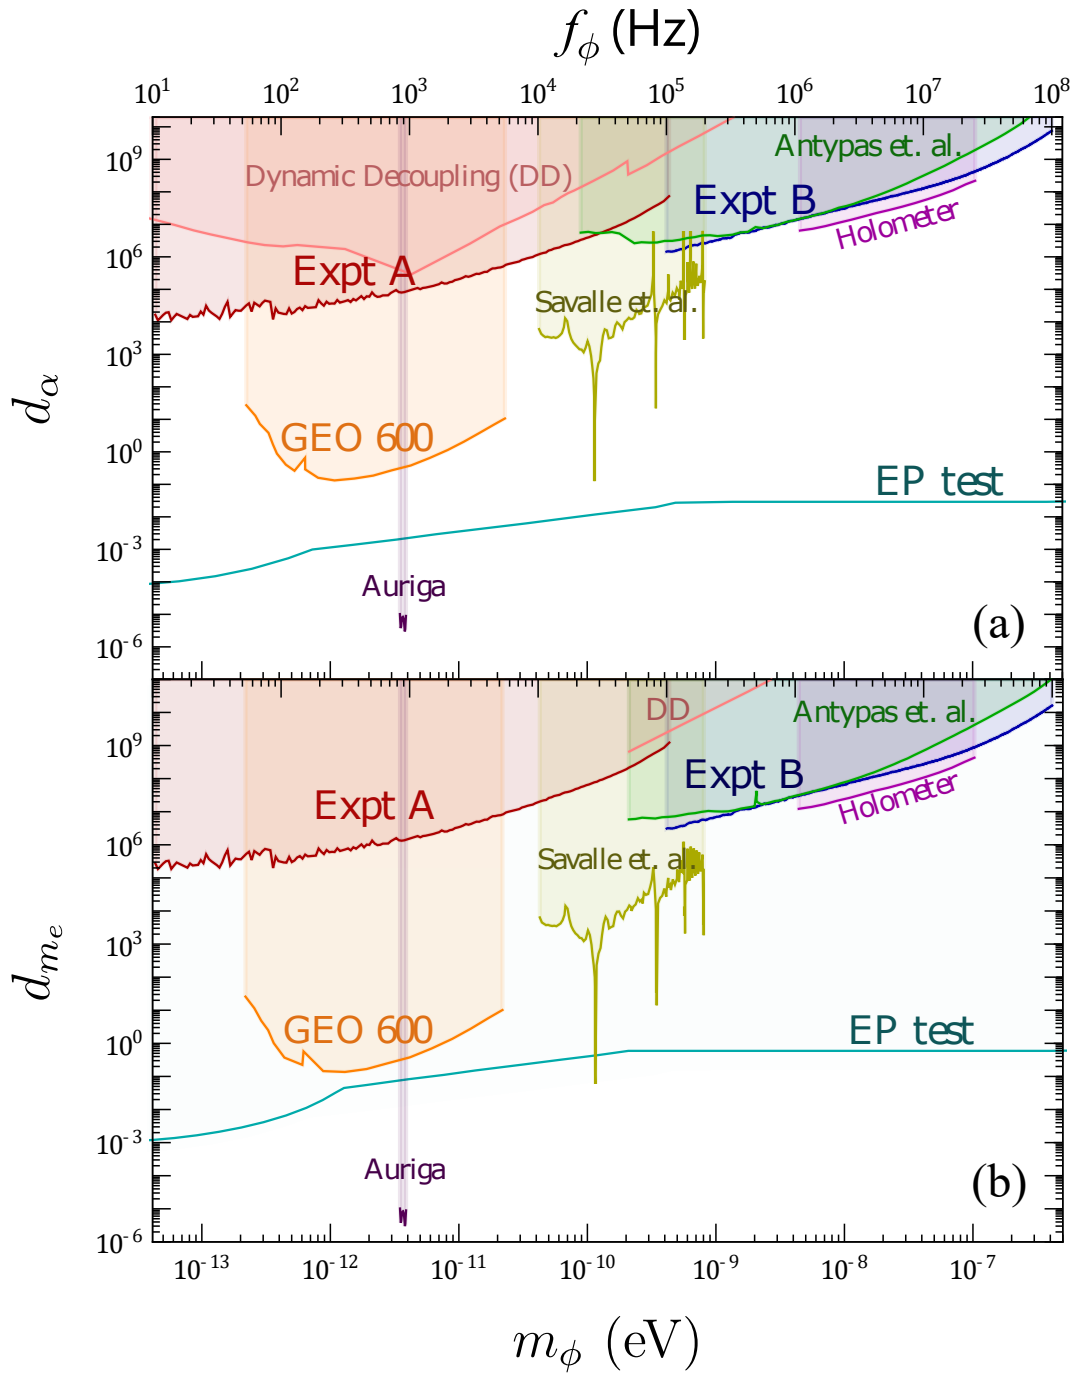 f_ϕ (Hz)
10^1 10^2 10^3 10^4 10^5 10^6 10^7 10^8
10^9
Antypas et. al.
Dynamic Decoupling (DD)
Expt B
Holometer
10^6
Expt A
Savalle et. al.
10^3
d_α
GEO 600
10^0
EP test
10^-3
Auriga
(a)
10^-6
DD
Antypas et. al.
10^9
Expt B
Holometer
Expt A
10^6
Savalle et. al.
10^3
d_{m_e}
GEO 600
EP test
10^0
10^-3
Auriga
(b)
10^-6
10^-13 10^-12 10^-11 10^-10 10^-9 10^-8 10^-7
m_ϕ (eV)